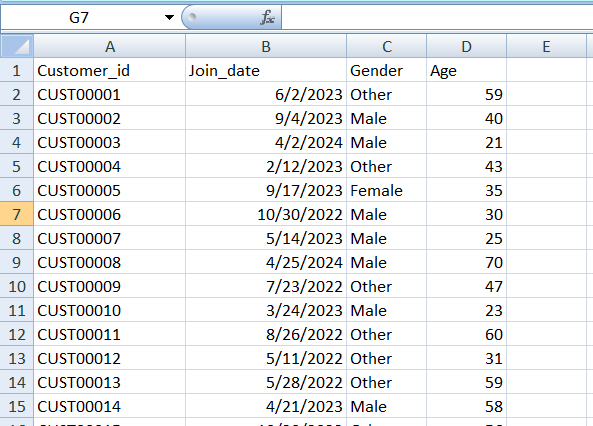 G7 fx
A B C D E
1 Customer_id Join_date Gender Age
2 CUST00001 6/2/2023 Other 59
3 CUST00002 9/4/2023 Male 40
4 CUST00003 4/2/2024 Male 21
5 CUST00004 2/12/2023 Other 43
6 CUST00005 9/17/2023 Female 35
7 CUST00006 10/30/2022 Male 30
8 CUST00007 5/14/2023 Male 25
9 CUST00008 4/25/2024 Male 70
10 CUST00009 7/23/2022 Other 47
11 CUST00010 3/24/2023 Male 23
12 CUST00011 8/26/2022 Other 60
13 CUST00012 5/11/2022 Other 31
14 CUST00013 5/28/2022 Other 59
15 CUST00014 4/21/2023 Male 58